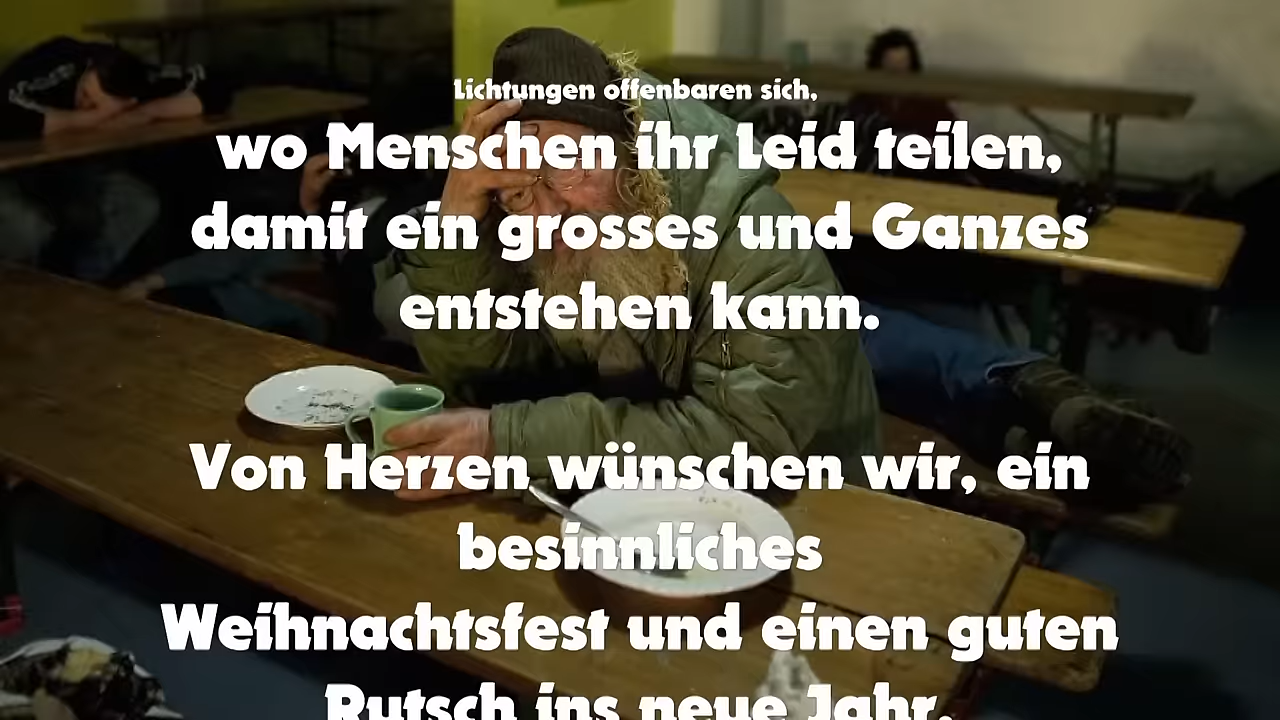 Lichtungen offenbaren sich,
wo Menschen ihr Leid teilen,
damit ein grosses und Ganzes
entstehen kann.
Von Herzen wünschen wir, ein
besinnliches
Weihnachtsfest und einen guten
Rutsch ins neue Jahr.